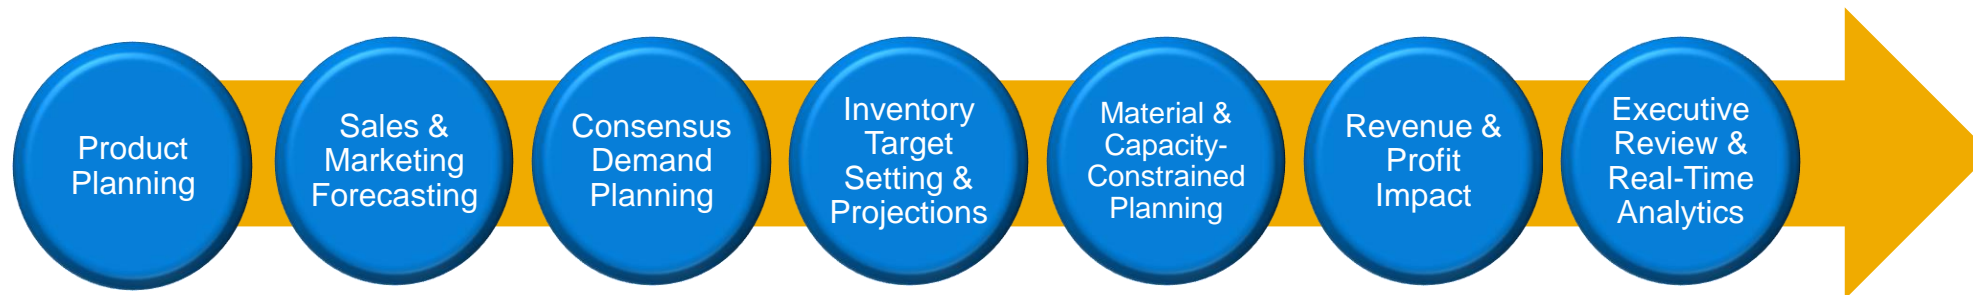 Product
Planning
Sales &
Marketing
Forecasting
Consensus
Demand
Planning
Inventory
Target
Setting &
Projections
Material &
Capacity-
Constrained
Planning
Revenue &
Profit
Impact
Executive
Review &
Real-Time
Analytics